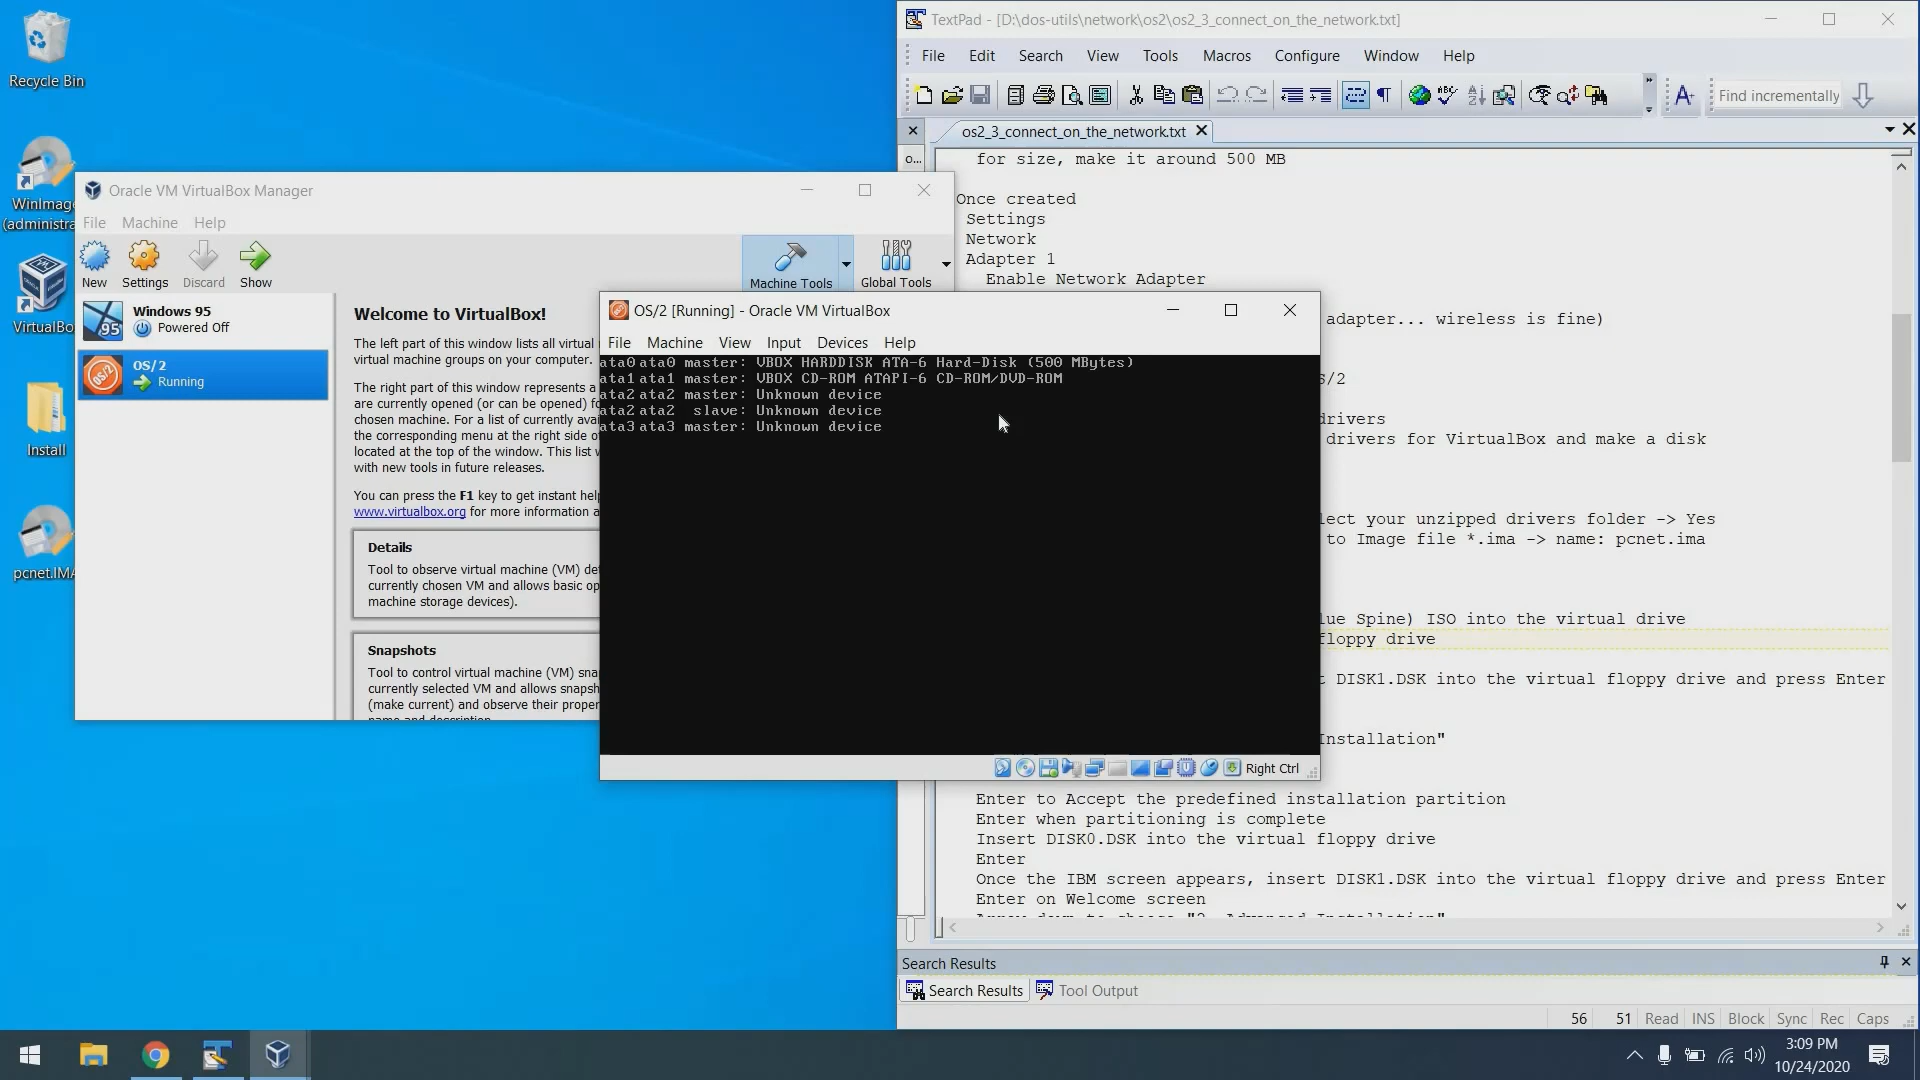 Recycle Bin
WinImage
(administra
VirtualBo
Install
pcnet.IMA
Oracle VM VirtualBox Manager
File Machine Help
New Settings Discard Show
Machine Tools Global Tools
Windows 95
Powered Off
OS/2
Running
Welcome to VirtualBox!
The left part of this window lists all virtual
virtual machine groups on your computer.
The right part of this window represents a
are currently opened (or can be opened) fo
chosen machine. For a list of currently avai
the corresponding menu at the right side o
located at the top of the window. This list w
with new tools in future releases.
You can press the F1 key to get instant help
www.virtualbox.org for more information a
Details
Tool to observe virtual machine (VM) de
currently chosen VM and allows basic op
machine storage devices).
Snapshots
Tool to control virtual machine (VM) sna
currently selected VM and allows snapsh
(make current) and observe their proper
name and description.
OS/2 [Running] - Oracle VM VirtualBox
File Machine View Input Devices Help
ata0 ata0 master: VBOX HARDDISK ATA-6 Hard-Disk (500 MBytes)
ata1 ata1 master: VBOX CD-ROM ATAPI-6 CD-ROM/DVD-ROM
ata2 ata2 master: Unknown device
ata2 ata2 slave: Unknown device
ata3 ata3 master: Unknown device
Right Ctrl
TextPad - [D:\dos-utils\network\os2\os2_3_connect_on_the_network.txt]
File Edit Search View Tools Macros Configure Window Help
Find incrementally
os2_3_connect_on_the_network.txt
o...
for size, make it around 500 MB
Once created
Settings
Network
Adapter 1
Enable Network Adapter
adapter... wireless is fine)
S/2
drivers
drivers for VirtualBox and make a disk
lect your unzipped drivers folder -> Yes
to Image file *.ima -> name: pcnet.ima
lue Spine) ISO into the virtual drive
floppy drive
t DISK1.DSK into the virtual floppy drive and press Enter
Installation"
Enter to Accept the predefined installation partition
Enter when partitioning is complete
Insert DISK0.DSK into the virtual floppy drive
Enter
Once the IBM screen appears, insert DISK1.DSK into the virtual floppy drive and press Enter
Enter on Welcome screen
Arrow down to choose "2. Advanced Installation"
Search Results
Search Results Tool Output
56 51 Read INS Block Sync Rec Caps
3:09 PM
10/24/2020